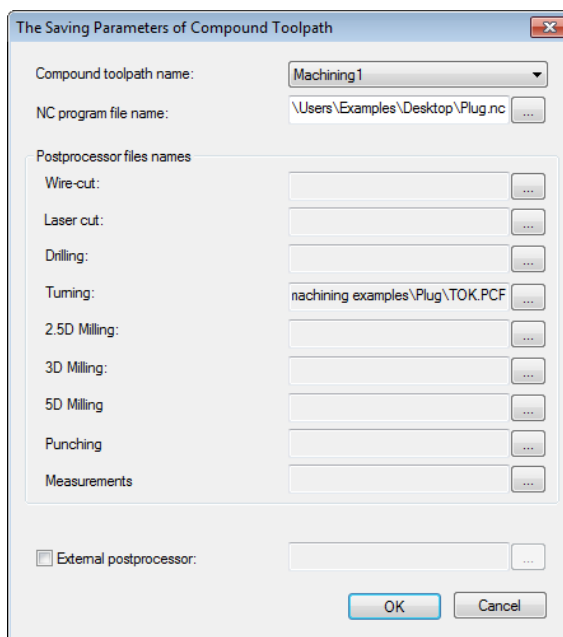 The Saving Parameters of Compound Toolpath
Compound toolpath name: Machining1
NC program file name: \Users\Examples\Desktop\Plug.nc ...
Postprocessor files names
Wire-cut: ...
Laser cut: ...
Drilling: ...
Turning: machining examples\Plug\TOK.PCF ...
2.5D Milling: ...
3D Milling: ...
5D Milling ...
Punching ...
Measurements ...
External postprocessor: ...
OK Cancel